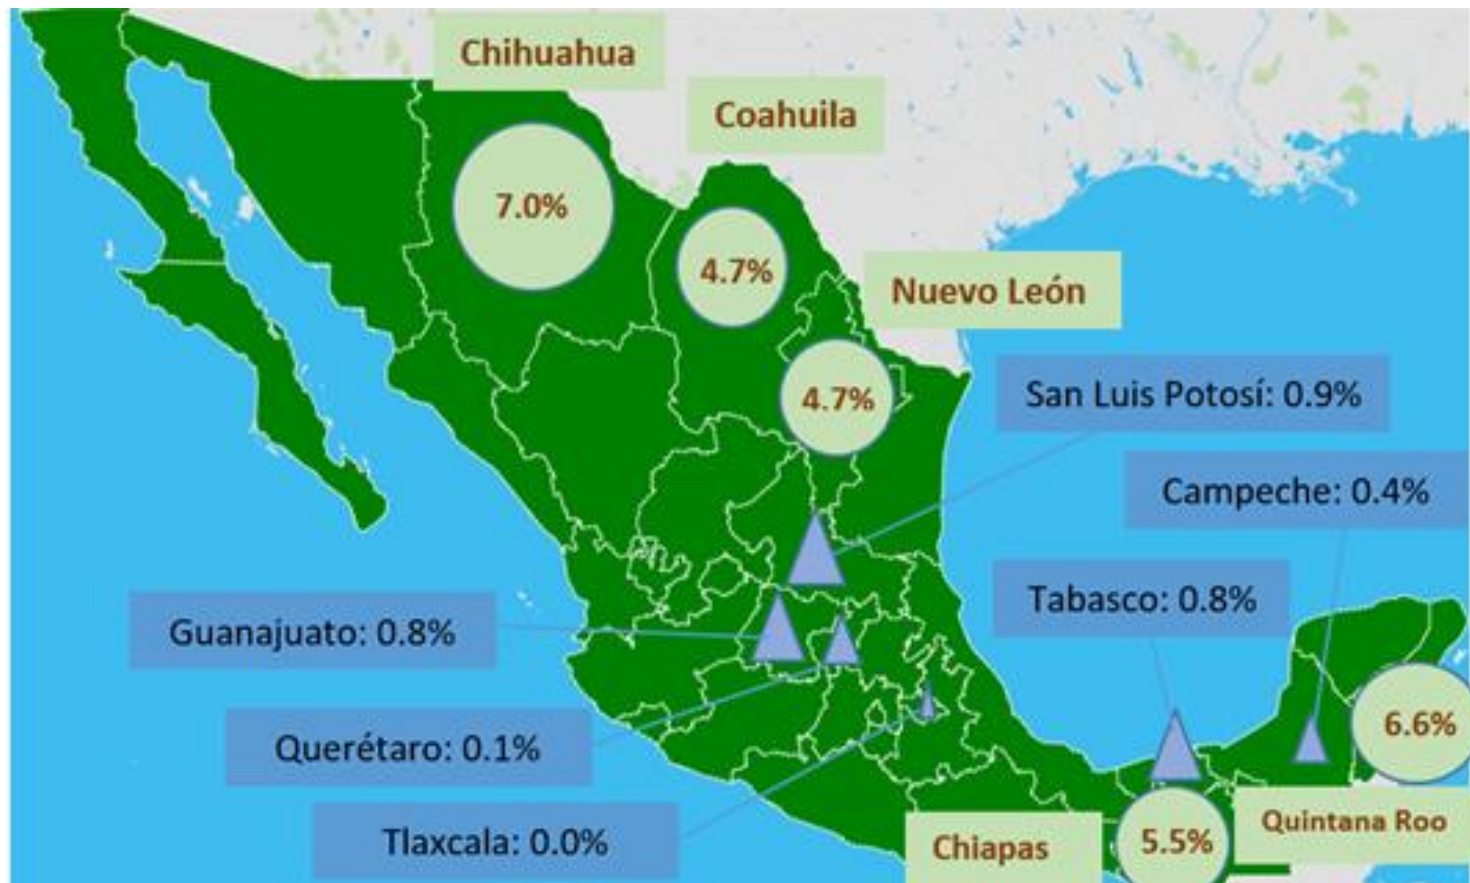 Chihuahua
Coahuila
7.0%
4.7%
Nuevo León
4.7%
San Luis Potosí: 0.9%
Campeche: 0.4%
Tabasco: 0.8%
Guanajuato: 0.8%
6.6%
Querétaro: 0.1%
Quintana Roo
Tlaxcala: 0.0%
Chiapas
5.5%